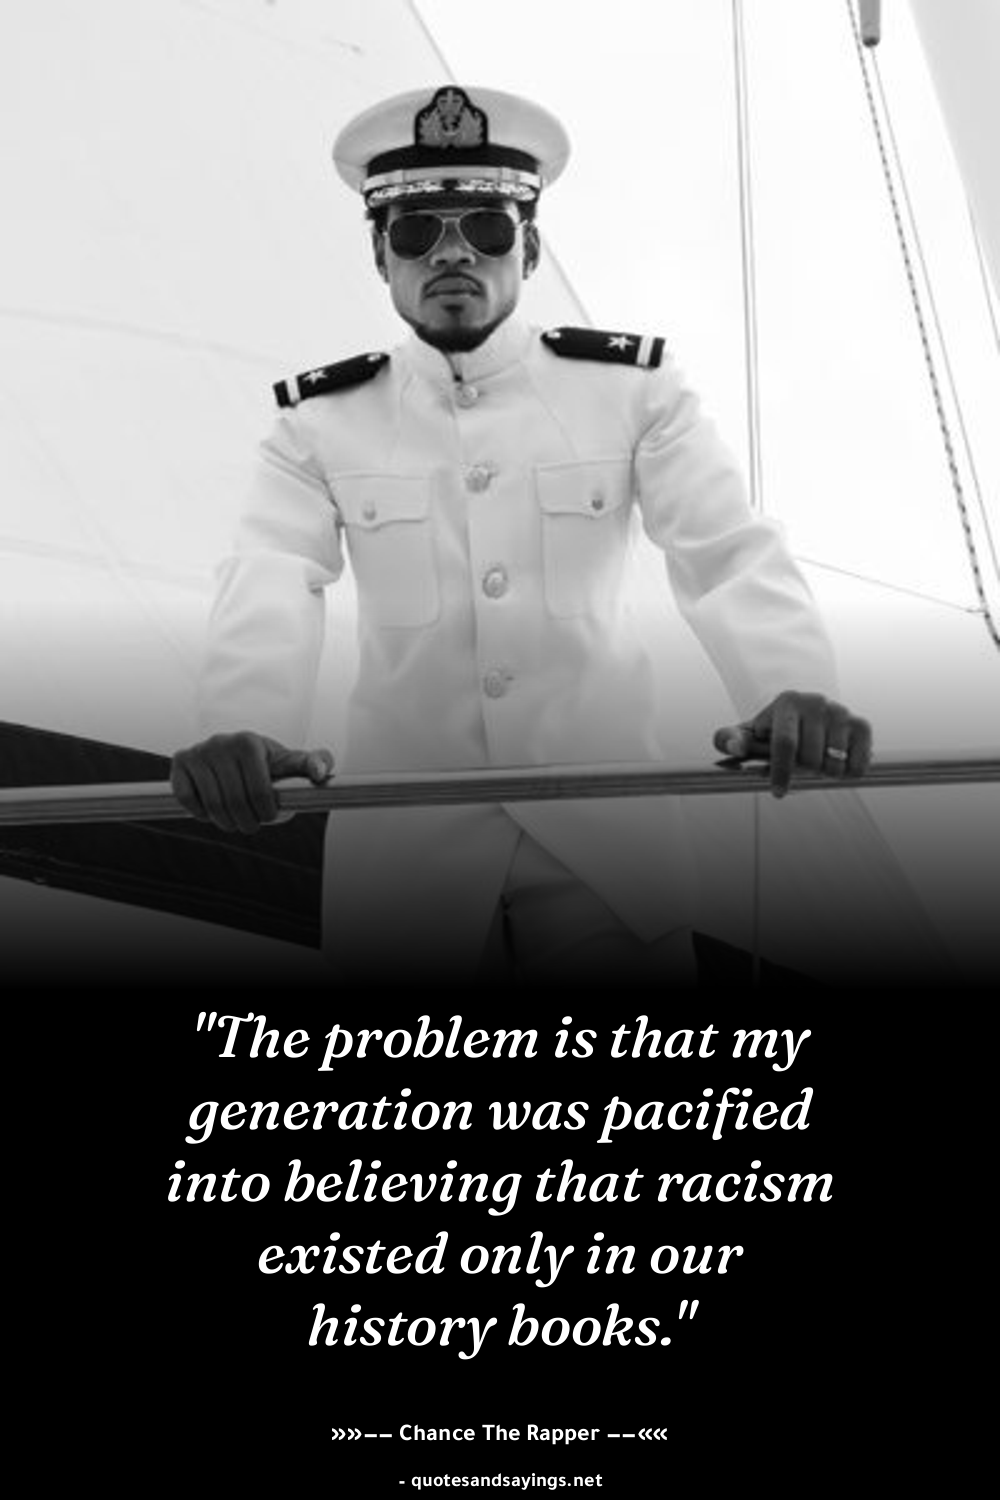 "The problem is that my
generation was pacified
into believing that racism
existed only in our
history books."
»»–– Chance The Rapper ––««
- quotesandsayings.net